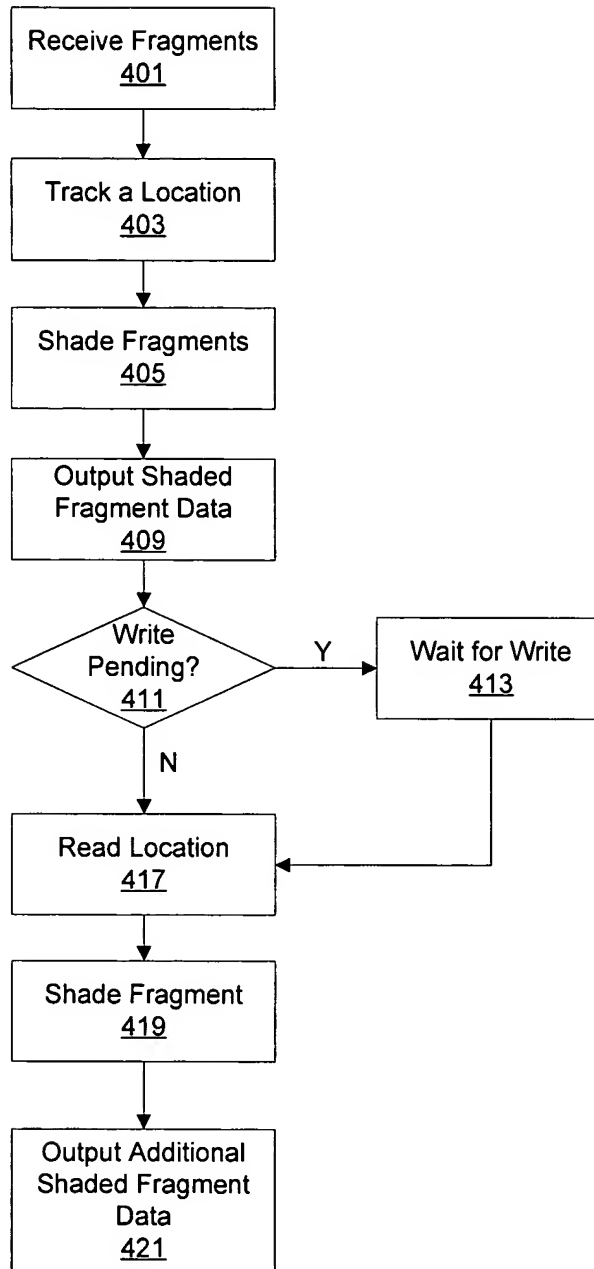 Receive Fragments
401
Track a Location
403
Shade Fragments
405
Output Shaded
Fragment Data
409
Write
Pending?
411
Y
Wait for Write
413
N
Read Location
417
Shade Fragment
419
Output Additional
Shaded Fragment
Data
421